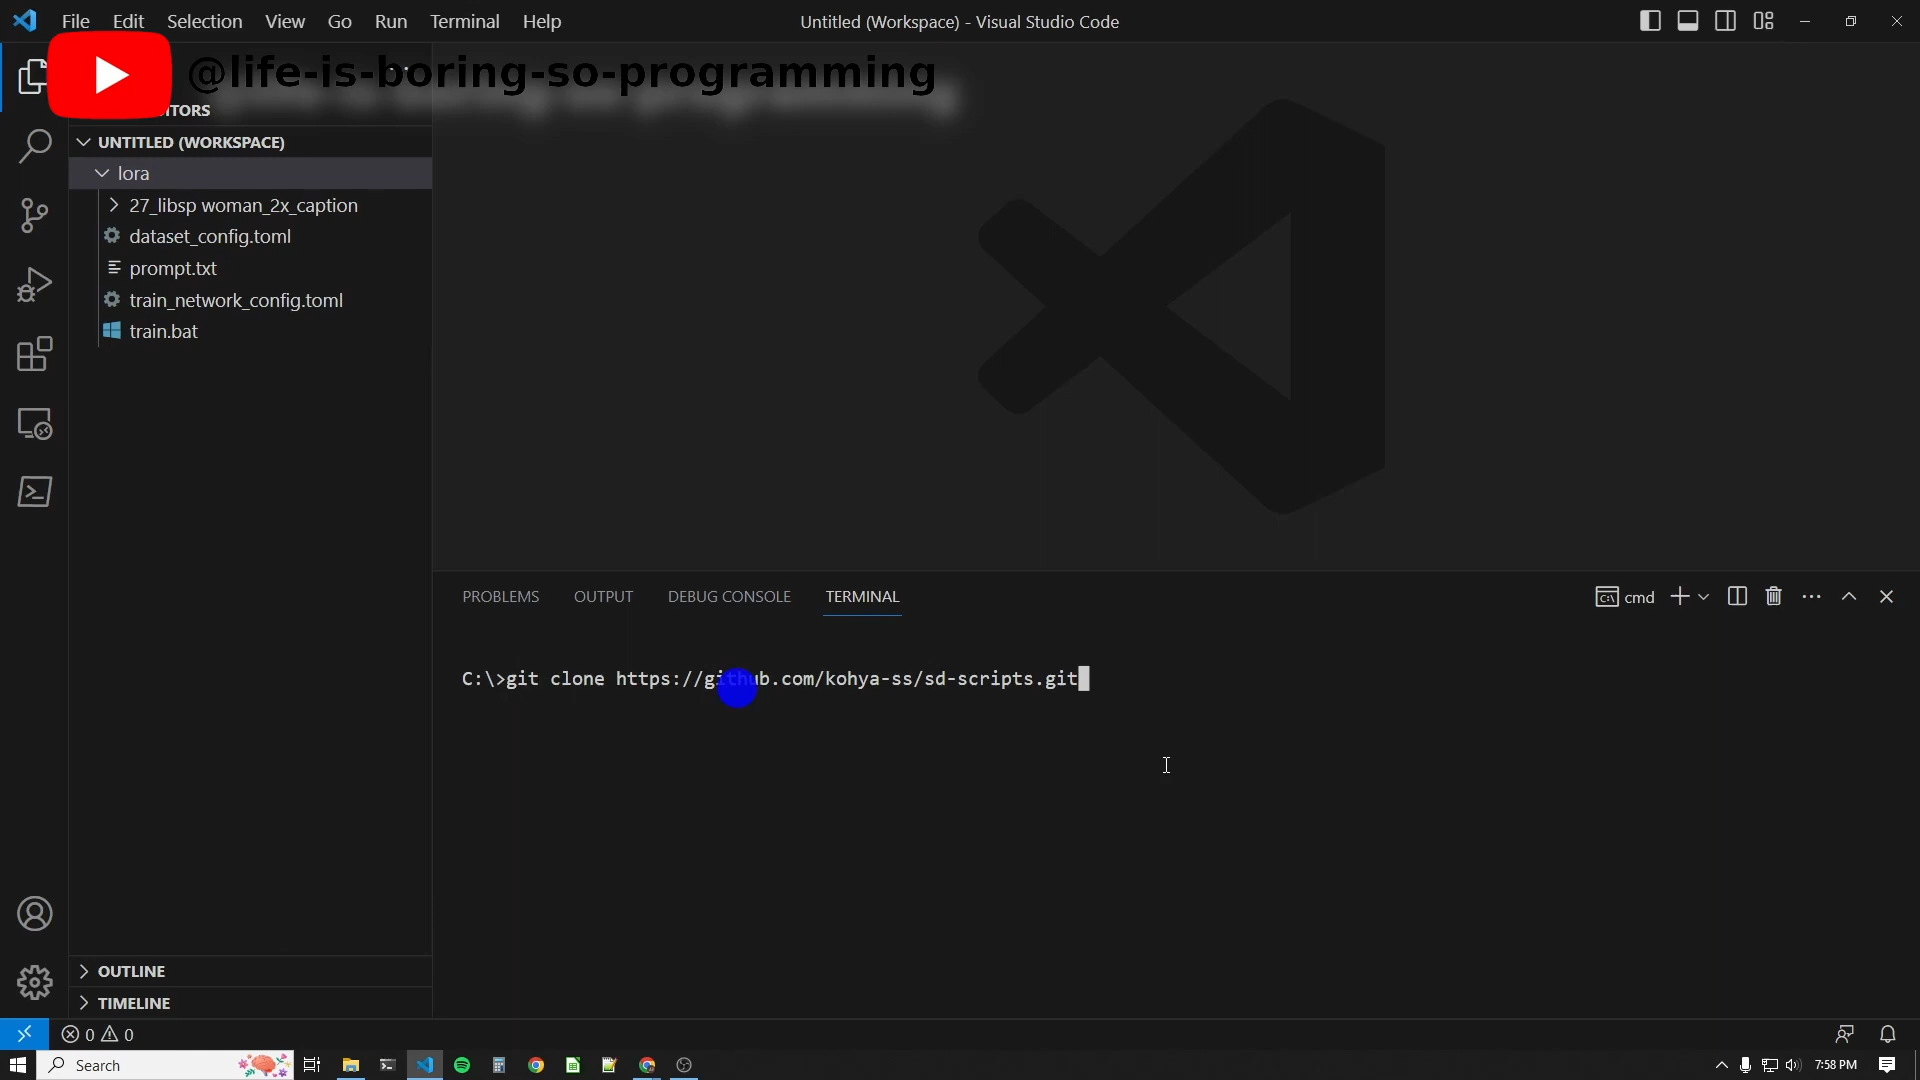 File Edit Selection View Go Run Terminal Help
Untitled (Workspace) - Visual Studio Code
@life-is-boring-so-programming
ITORS
UNTITLED (WORKSPACE)
lora
27_libsp woman_2x_caption
dataset_config.toml
prompt.txt
train_network_config.toml
train.bat
PROBLEMS OUTPUT DEBUG CONSOLE TERMINAL
cmd
C:\>git clone https://github.com/kohya-ss/sd-scripts.git
OUTLINE
TIMELINE
0 0
Search
7:58 PM